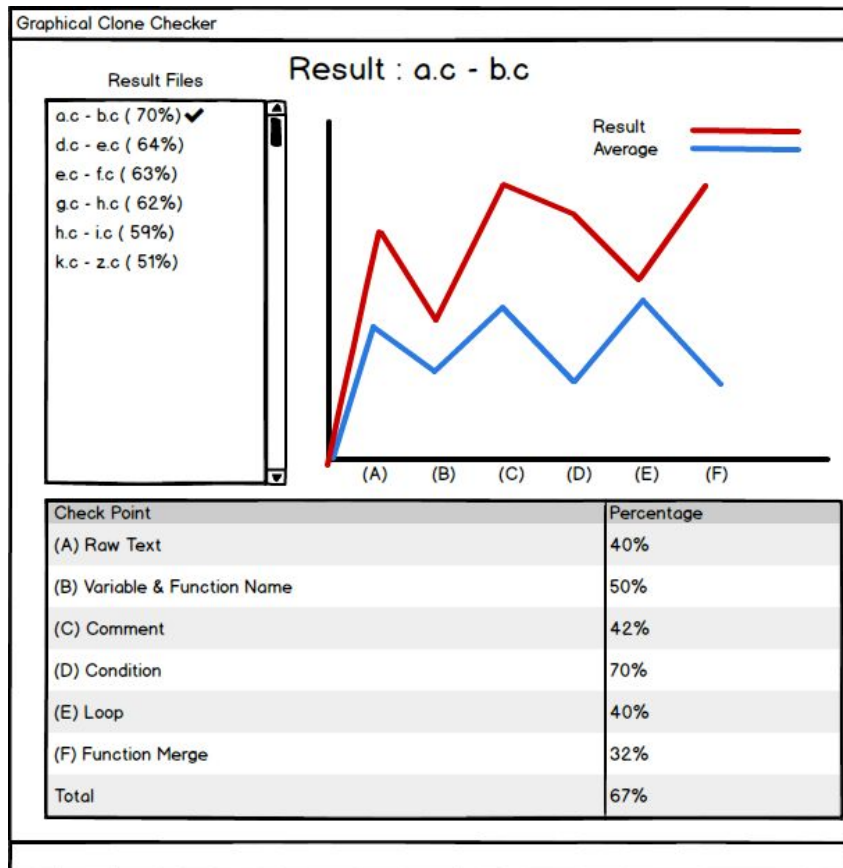 Graphical Clone Checker
Result Files
Result : a.c - b.c
a.c - b.c ( 70%)
d.c - e.c ( 64%)
e.c - f.c ( 63%)
g.c - h.c ( 62%)
h.c - i.c ( 59%)
k.c - z.c ( 51%)
Result
Average
(A) (B) (C) (D) (E) (F)
Check Point Percentage
(A) Raw Text 40%
(B) Variable & Function Name 50%
(C) Comment 42%
(D) Condition 70%
(E) Loop 40%
(F) Function Merge 32%
Total 67%